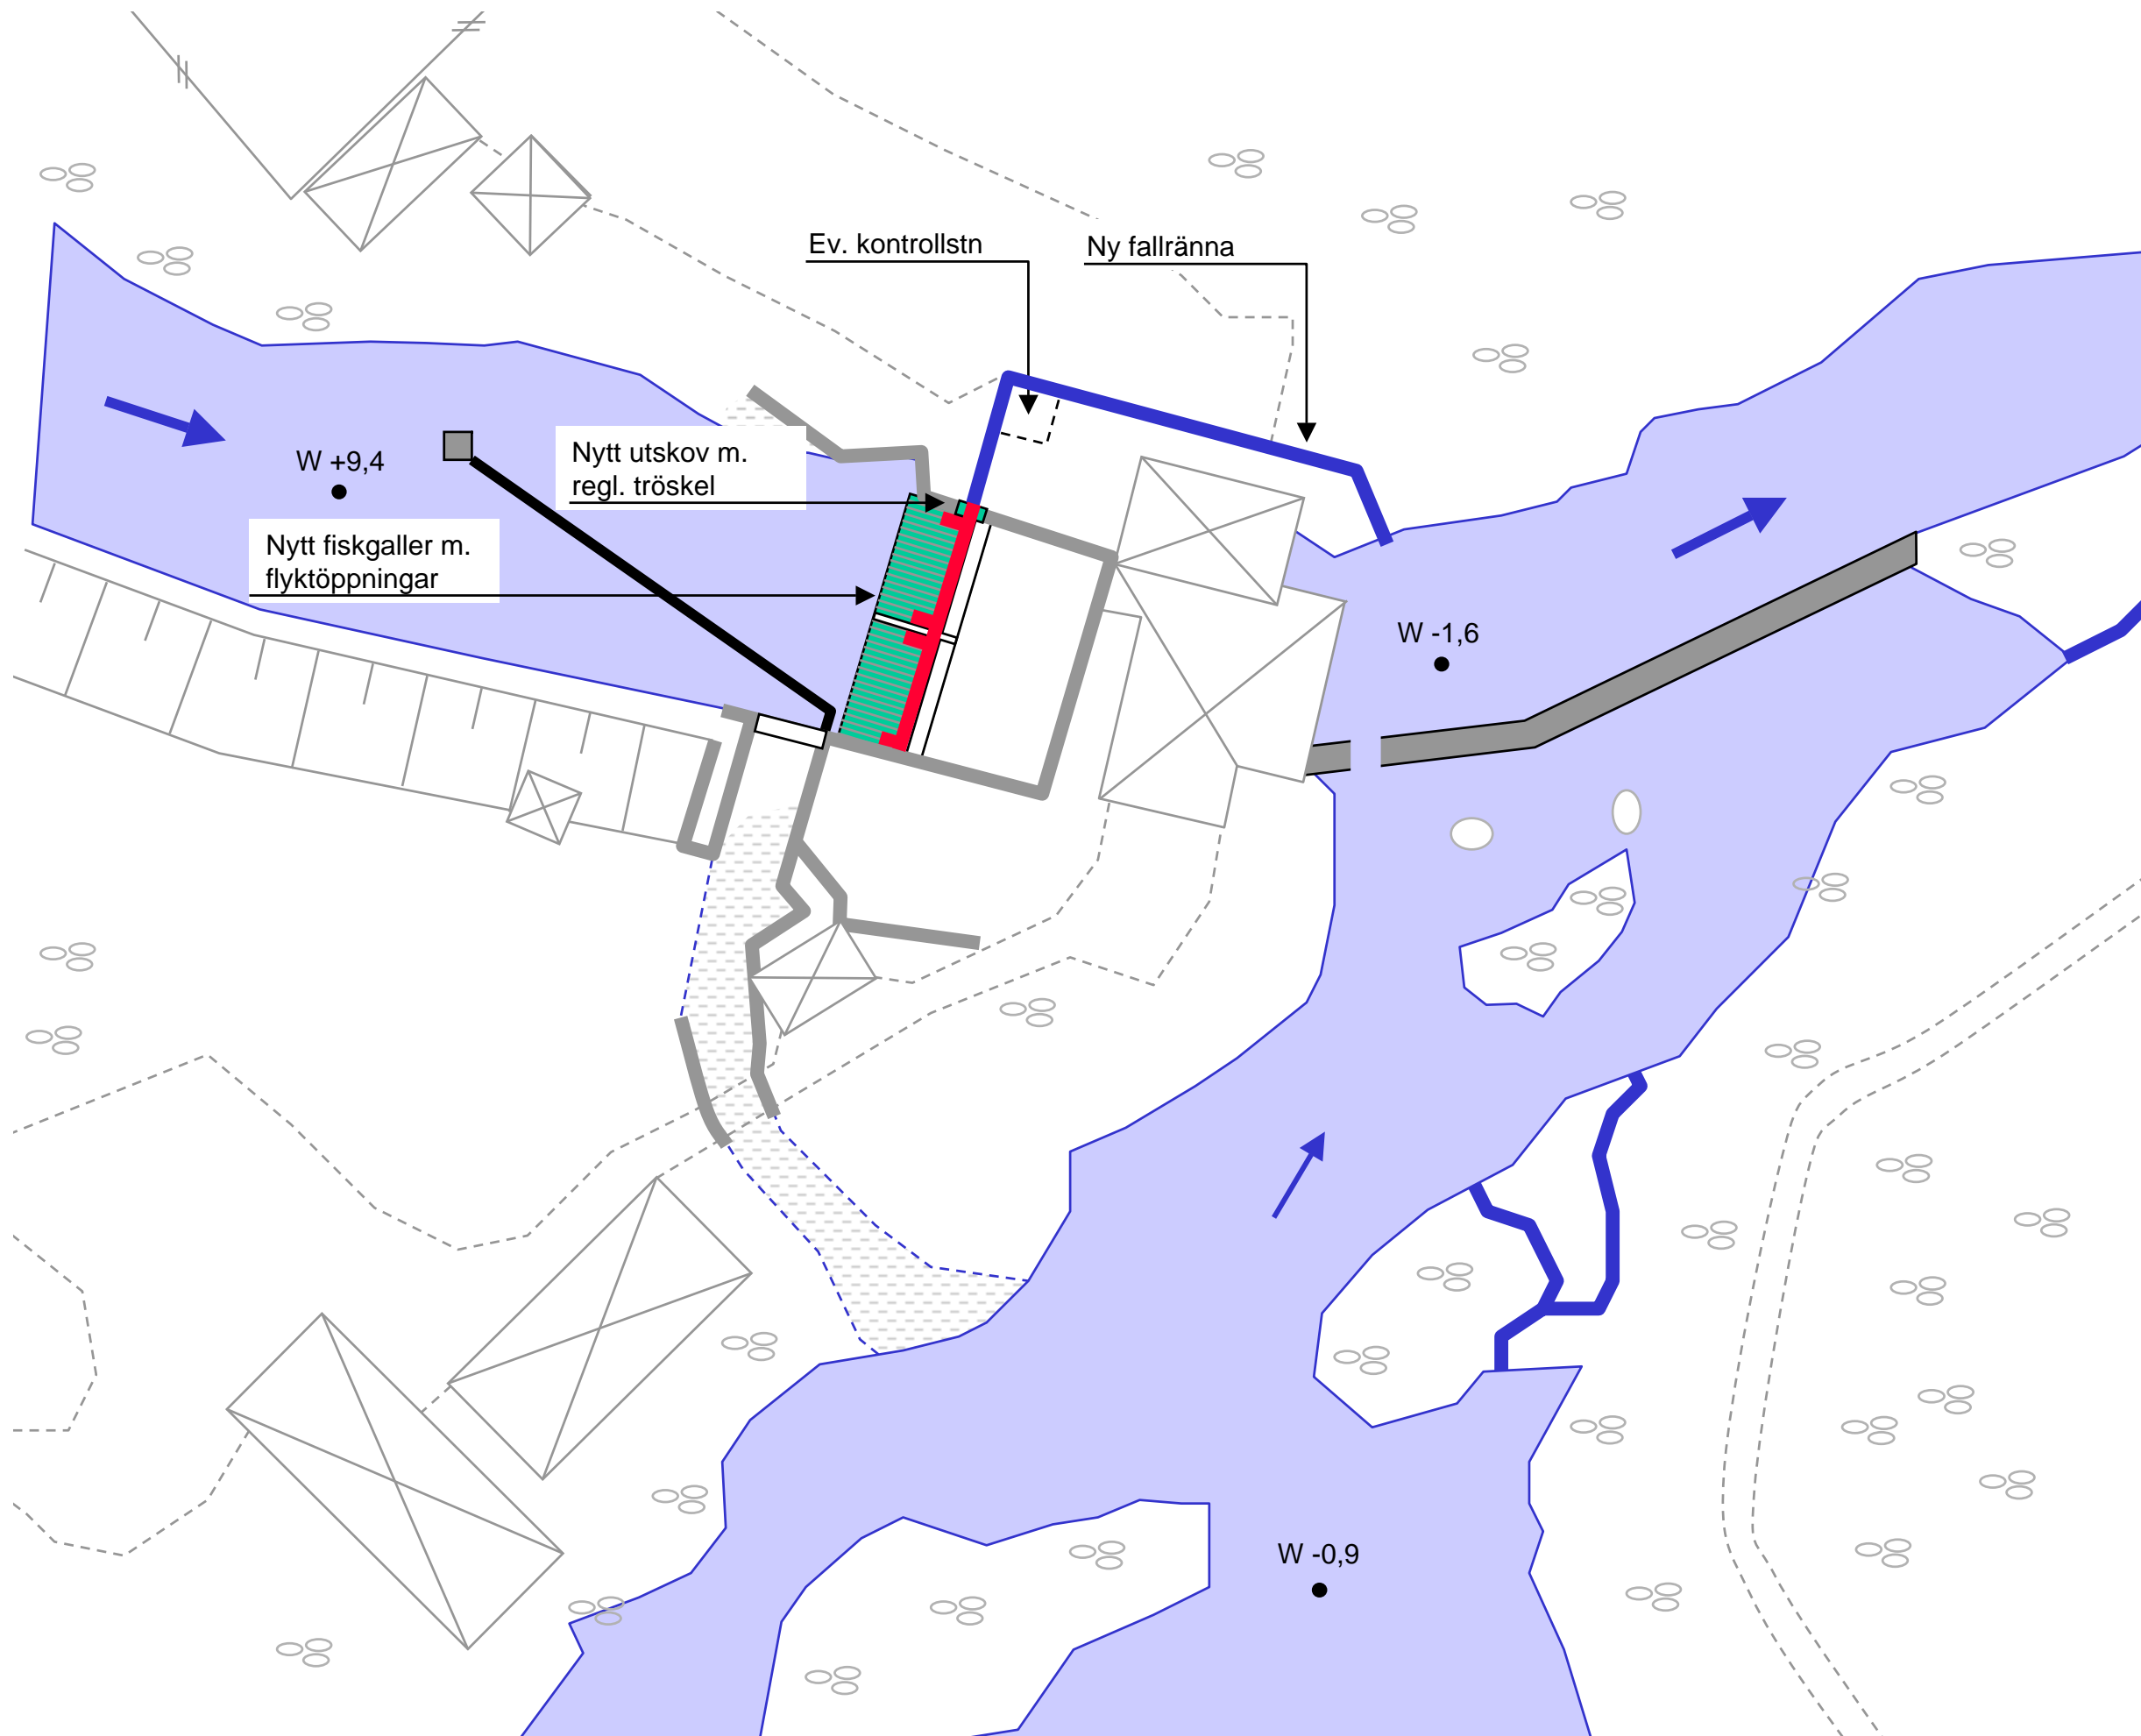 Ev. kontrollstn
Ny fallränna
Nytt utskov m.
regl. tröskel
W +9,4
Nytt fiskgaller m.
flyktöppningar
W -1,6
W -0,9